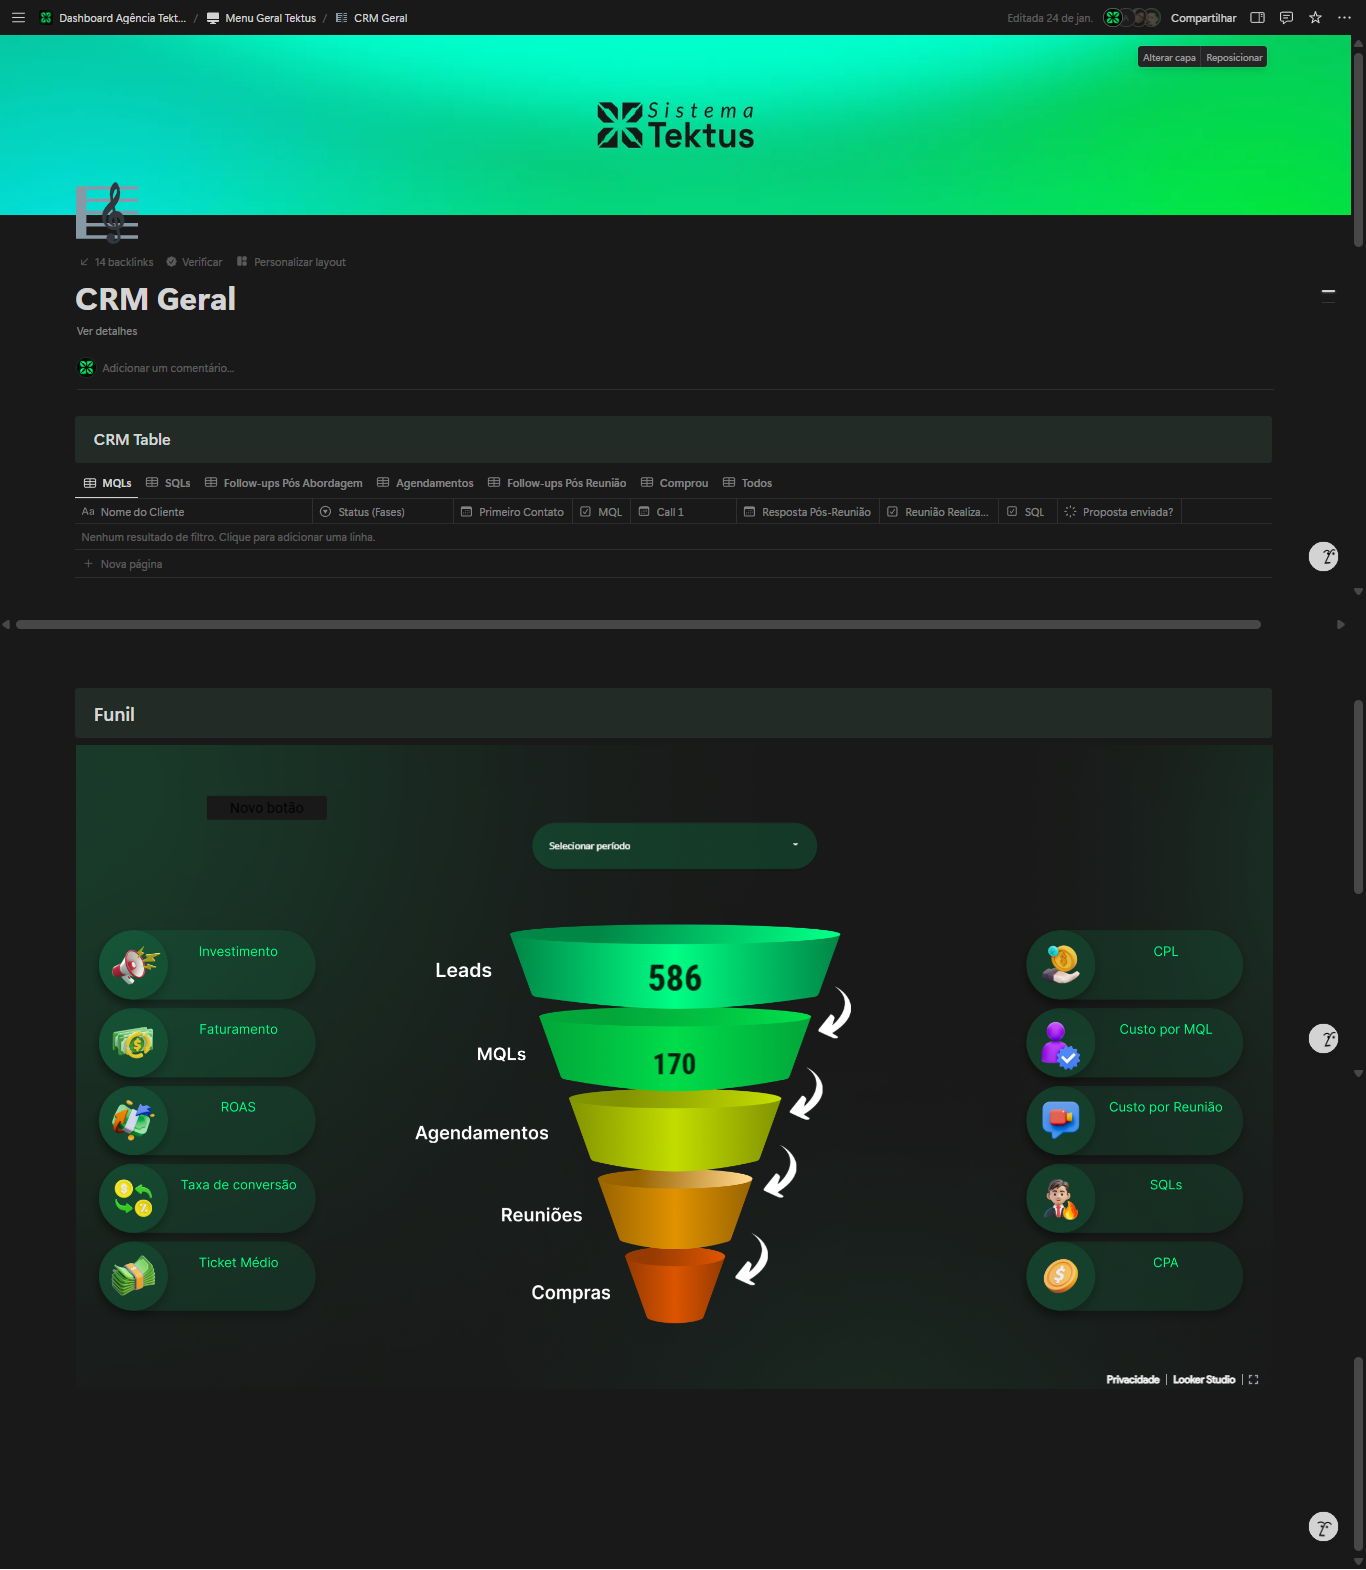 Dashboard Agência Tekt... / Menu Geral Tektus / CRM Geral
Editada 24 de jan. Compartilhar
Alterar capa Reposicionar
Sistema
Tektus
14 backlinks Verificar Personalizar layout
CRM Geral
Ver detalhes
Adicionar um comentário...
CRM Table
MQLs SQLs Follow-ups Pós Abordagem Agendamentos Follow-ups Pós Reunião Comprou Todos
Aa Nome do Cliente Status (Fases) Primeiro Contato MQL Call 1 Resposta Pós-Reunião Reunião Realiza... SQL Proposta enviada?
Nenhum resultado de filtro. Clique para adicionar uma linha.
+ Nova página
Funil
Novo botão
Selecionar período
Investimento
Faturamento
ROAS
Taxa de conversão
Ticket Médio
Leads 586
MQLs 170
Agendamentos
Reuniões
Compras
CPL
Custo por MQL
Custo por Reunião
SQLs
CPA
Privacidade | Looker Studio |